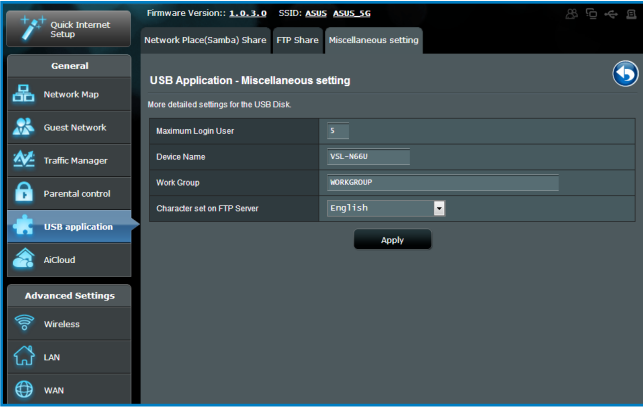 Quick Internet
Setup
Firmware Version:: 1.0.3.0 SSID: ASUS ASUS_5G
Network Place(Samba) Share FTP Share Miscellaneous setting
General
Network Map
Guest Network
Traffic Manager
Parental control
USB application
AiCloud
Advanced Settings
Wireless
LAN
WAN
USB Application - Miscellaneous setting
More detailed settings for the USB Disk.
Maximum Login User 5
Device Name VSL-N66U
Work Group WORKGROUP
Character set on FTP Server English
Apply